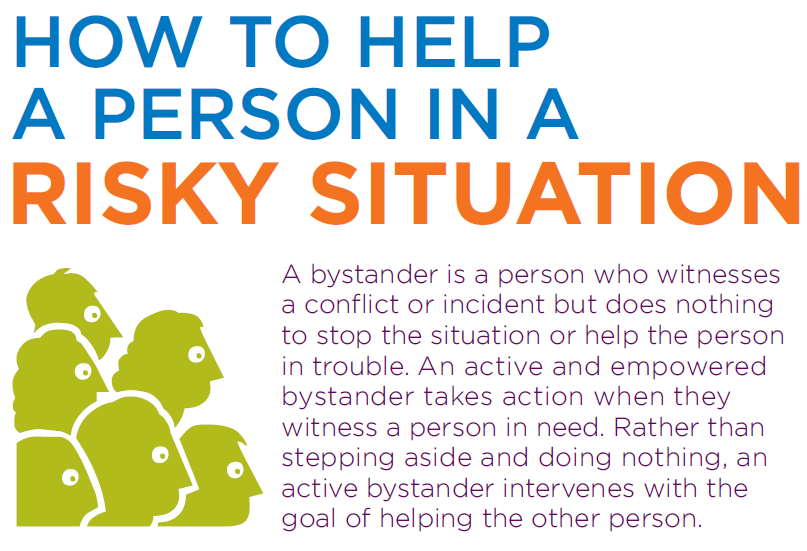 HOW TO HELP
A PERSON IN A
RISKY SITUATION
A bystander is a person who witnesses
a conflict or incident but does nothing
to stop the situation or help the person
in trouble. An active and empowered
bystander takes action when they
witness a person in need. Rather than
stepping aside and doing nothing, an
active bystander intervenes with the
goal of helping the other person.